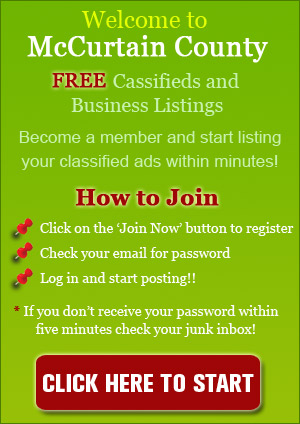 Welcome to
McCurtain County
FREE Cassifieds and
Business Listings
Become a member and start listing
your classified ads within minutes!
How to Join
Click on the ‘Join Now’ button to register
Check your email for password
Log in and start posting!!
* If you don’t receive your password within
five minutes check your junk inbox!
CLICK HERE TO START